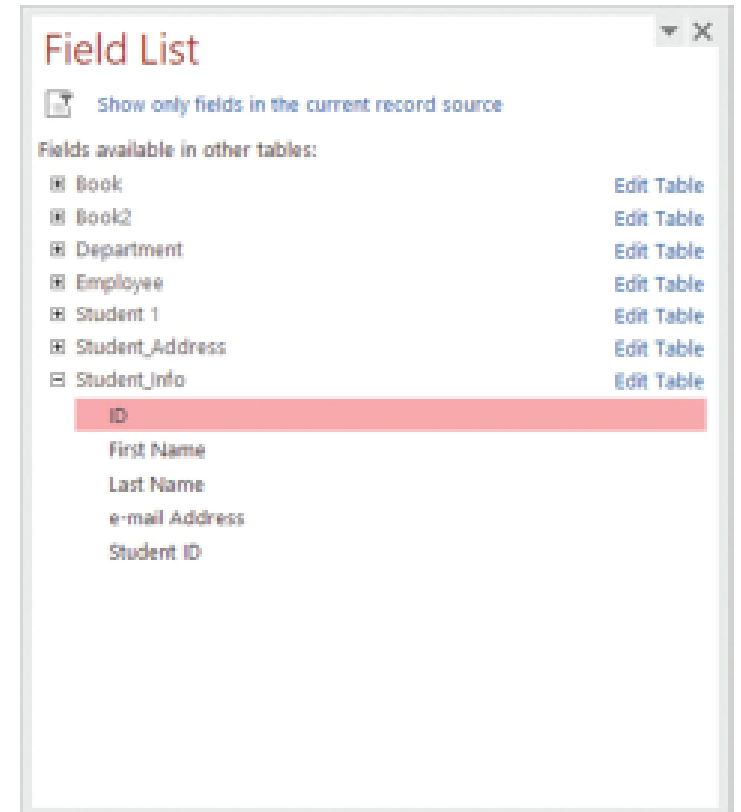 Field List
Show only fields in the current record source
Fields available in other tables:
Book Edit Table
Book2 Edit Table
Department Edit Table
Employee Edit Table
Student 1 Edit Table
Student_Address Edit Table
Student_Info Edit Table
ID
First Name
Last Name
e-mail Address
Student ID